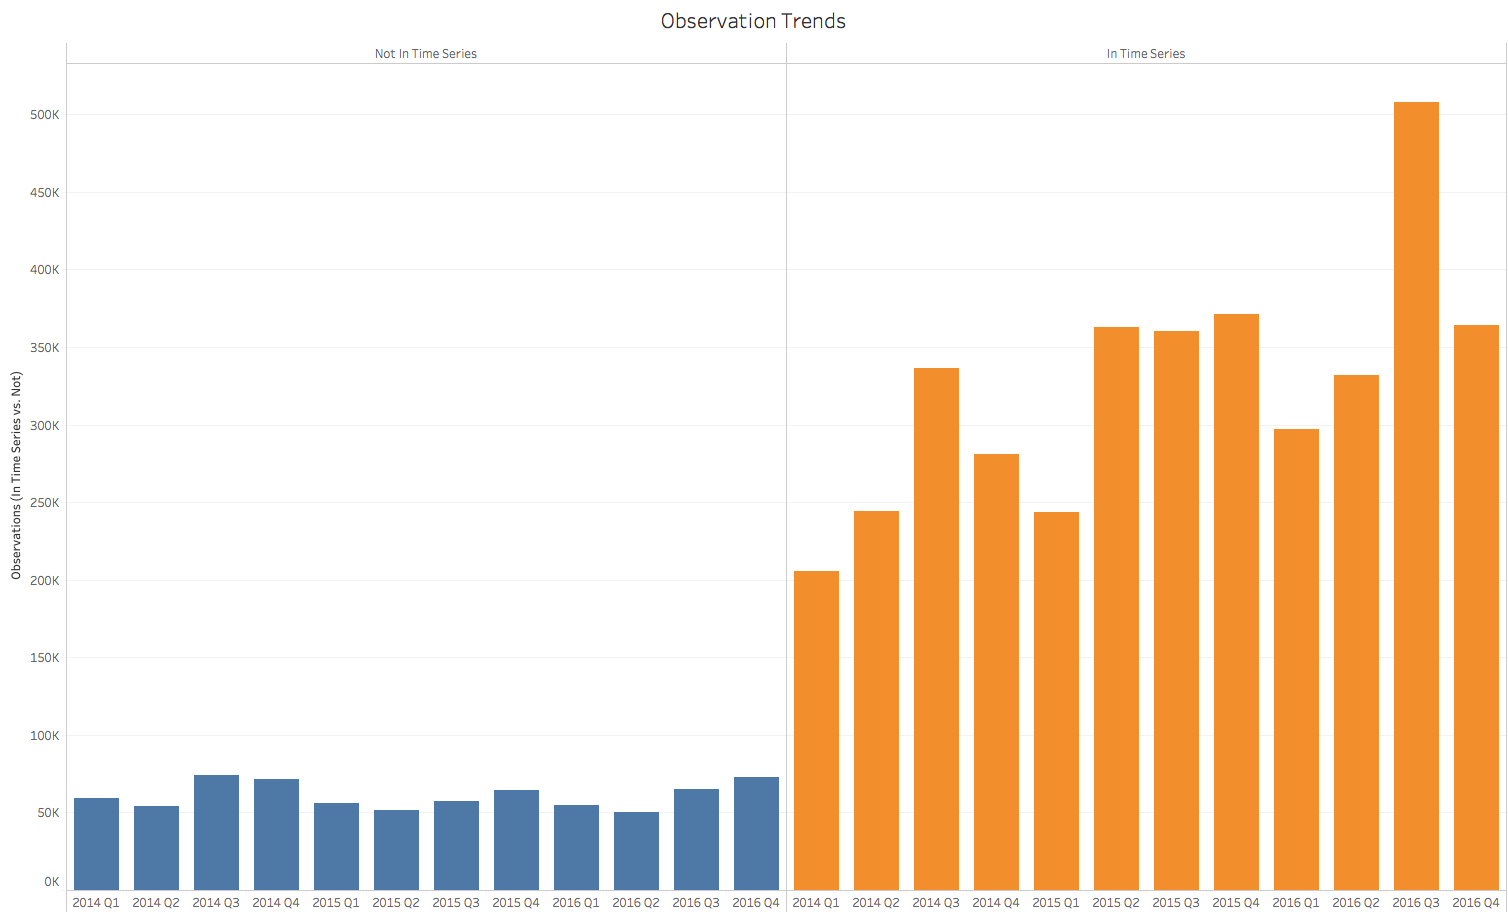 Observation Trends
Not In Time Series
In Time Series
Observations (In Time Series vs. Not)
500K
450K
400K
350K
300K
250K
200K
150K
100K
50K
0K
2014 Q1 2014 Q2 2014 Q3 2014 Q4 2015 Q1 2015 Q2 2015 Q3 2015 Q4 2016 Q1 2016 Q2 2016 Q3 2016 Q4 2014 Q1 2014 Q2 2014 Q3 2014 Q4 2015 Q1 2015 Q2 2015 Q3 2015 Q4 2016 Q1 2016 Q2 2016 Q3 2016 Q4